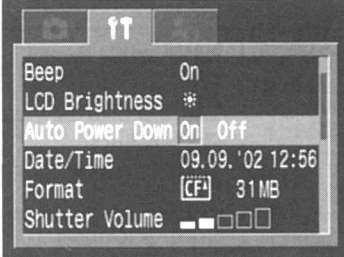 Beep On
LCD Brightness
Auto Power Down On Off
Date/Time 09.09.'02 12:56
Format CF 31MB
Shutter Volume